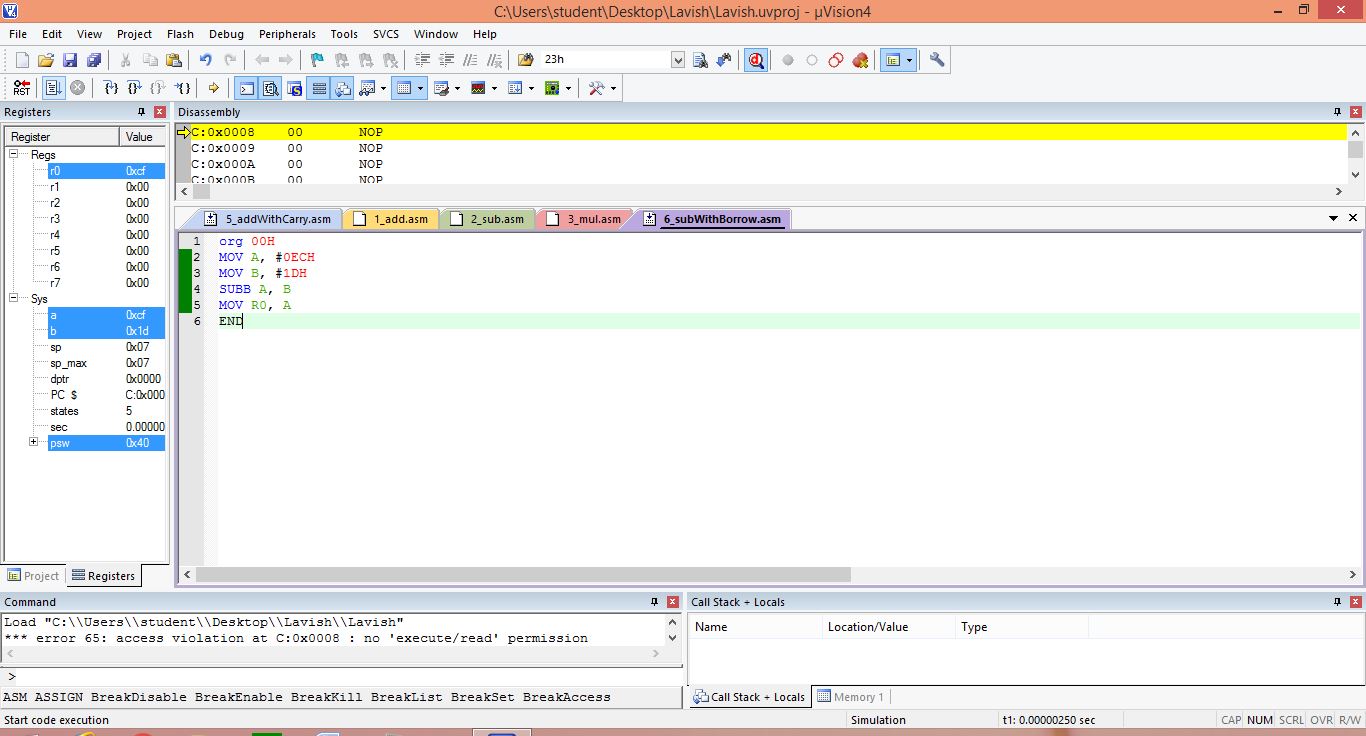 C:\Users\student\Desktop\Lavish\Lavish.uvproj - µVision4
File Edit View Project Flash Debug Peripherals Tools SVCS Window Help
23h
RST
Registers
Register Value
Regs
r0 0xcf
r1 0x00
r2 0x00
r3 0x00
r4 0x00
r5 0x00
r6 0x00
r7 0x00
Sys
a 0xcf
b 0x1d
sp 0x07
sp_max 0x07
dptr 0x0000
PC $ C:0x000
states 5
sec 0.00000
psw 0x40
Project Registers
Disassembly
C:0x0008 00 NOP
C:0x0009 00 NOP
C:0x000A 00 NOP
C:0x000B 00 NOP
5_addWithCarry.asm 1_add.asm 2_sub.asm 3_mul.asm 6_subWithBorrow.asm
1 org 00H
2 MOV A, #0ECH
3 MOV B, #1DH
4 SUBB A, B
5 MOV R0, A
6 END
Command
Load "C:\\Users\\student\\Desktop\\Lavish\\Lavish"
*** error 65: access violation at C:0x0008 : no 'execute/read' permission
>
ASM ASSIGN BreakDisable BreakEnable BreakKill BreakList BreakSet BreakAccess
Call Stack + Locals
Name Location/Value Type
Call Stack + Locals Memory 1
Start code execution Simulation t1: 0.00000250 sec CAP NUM SCRL OVR R/W